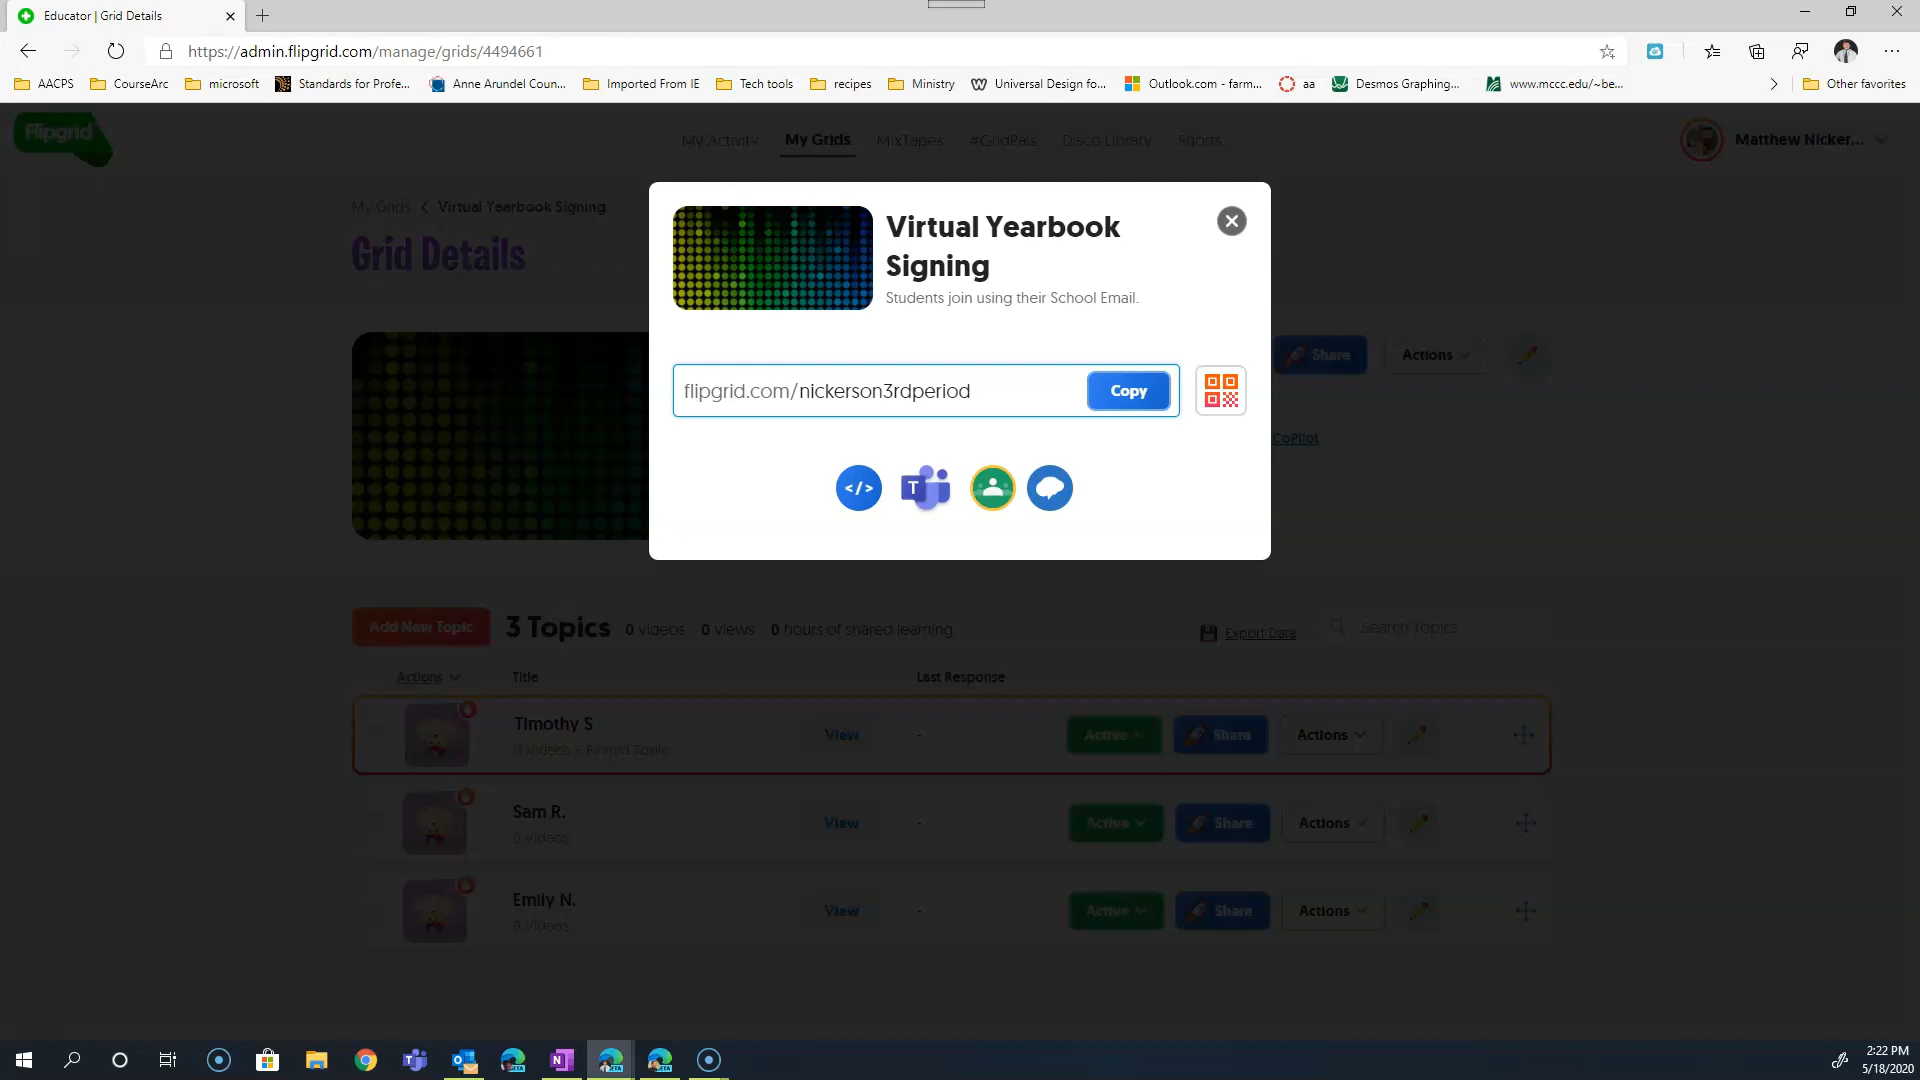 Educator | Grid Details
https://admin.flipgrid.com/manage/grids/4494661
AACPS
CourseArc
microsoft
Standards for Profe...
Anne Arundel Coun...
Imported From IE
Tech tools
recipes
Ministry
Universal Design fo...
Outlook.com - farm...
aa
Desmos Graphing...
www.mccc.edu/~be...
Other favorites
Flipgrid
My Activity
My Grids
MixTapes
#GridPals
Disco Library
Shorts
Matthew Nicker...
My Grids
Virtual Yearbook Signing
Grid Details
Virtual Yearbook
Signing
Students join using their School Email.
flipgrid.com/nickerson3rdperiod
Copy
</>
T
Share
Actions
CoPilot
Add New Topic
3 Topics
0 videos
0 views
0 hours of shared learning
Export Data
Search Topics
Actions
Title
Last Response
Timothy S
0 Videos - Pinned Topic
View
-
Active
Share
Actions
Sam R.
0 Videos
View
-
Active
Share
Actions
Emily N.
0 Videos
View
-
Active
Share
Actions
2:22 PM
5/18/2020